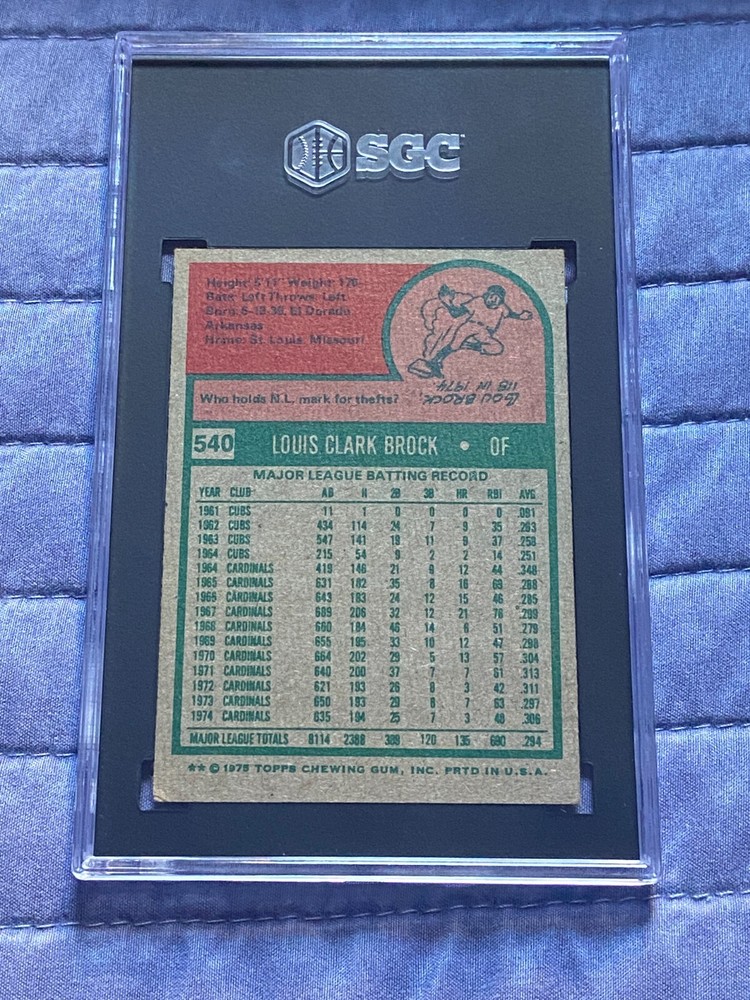 SGC
Height: 5'11" Weight: 170
Bats: Left Throws: Left
Born: 6-18-39, El Dorado
Arkansas
Home: St. Louis, Missouri
Who holds N.L. mark for thefts?
LOU BROCK,
118 IN 1974
540 LOUIS CLARK BROCK • OF
MAJOR LEAGUE BATTING RECORD
YEAR CLUB AB H 2B 3B HR RBI AVG
1961 CUBS 11 1 0 0 0 0 .091
1962 CUBS 434 114 24 7 9 35 .263
1963 CUBS 547 141 19 11 9 37 .258
1964 CUBS 215 54 9 2 2 14 .251
1964 CARDINALS 419 146 21 9 12 44 .348
1965 CARDINALS 631 182 35 8 16 69 .288
1966 CARDINALS 643 183 24 12 15 46 .285
1967 CARDINALS 689 206 32 12 21 76 .299
1968 CARDINALS 660 184 46 14 6 51 .279
1969 CARDINALS 655 195 33 10 12 47 .298
1970 CARDINALS 664 202 29 5 13 57 .304
1971 CARDINALS 640 200 37 7 7 61 .313
1972 CARDINALS 621 193 26 8 3 42 .311
1973 CARDINALS 650 193 29 8 7 63 .297
1974 CARDINALS 635 194 25 7 3 48 .306
MAJOR LEAGUE TOTALS 8114 2388 389 120 135 690 .294
** © 1975 TOPPS CHEWING GUM, INC. PRTD IN U.S.A.